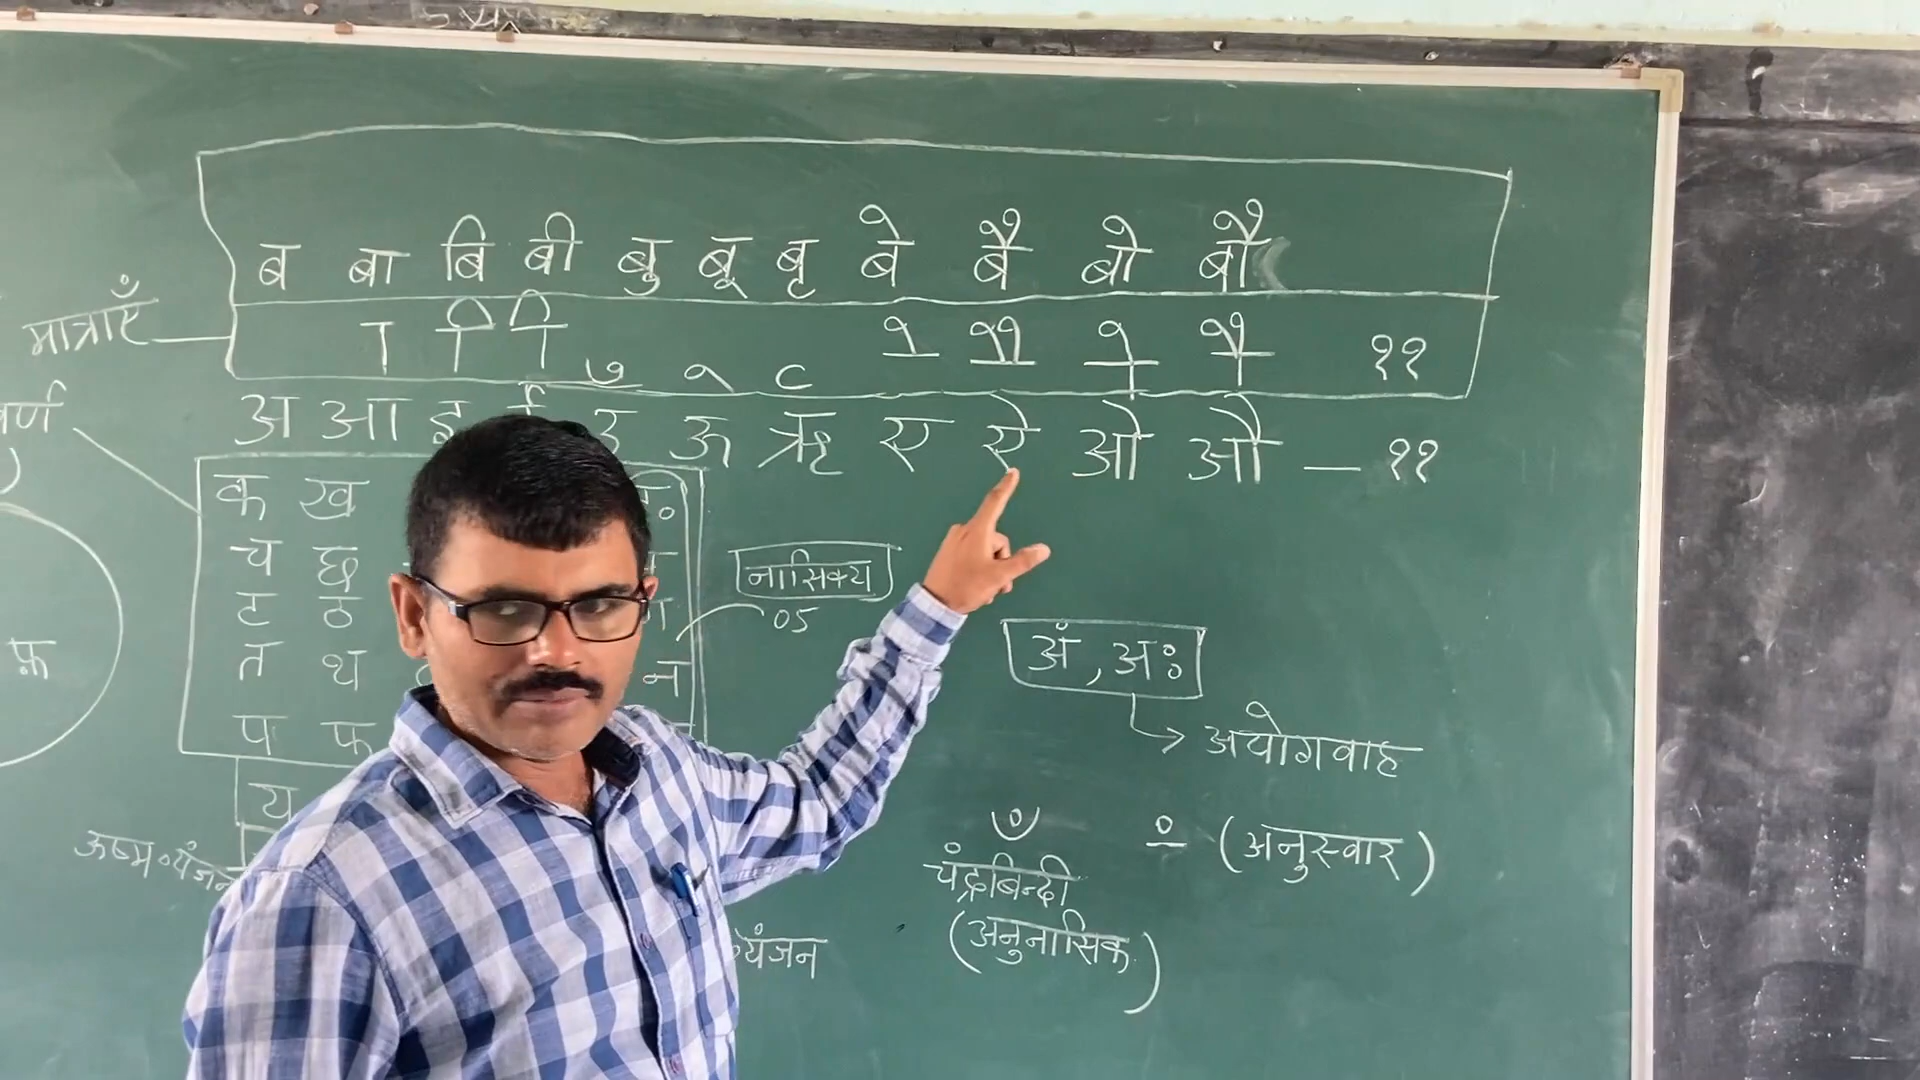 ब बा बि बी बु बू बृ बे बै बो बौ
मात्राएँ
ा ि ी ु ू ृ े ै ो ौ ११
अ आ इ ई उ ऊ ऋ ए ऐ ओ औ — ११
वर्ण
क ख
च छ
ट ठ
त थ न
प फ
य
फ़
नासिक्य
05
अं , अः
अयोगवाह
ऊष्म व्यंजन
ँ
चंद्रबिन्दी
(अनुनासिक)
ं (अनुस्वार)
व्यंजन